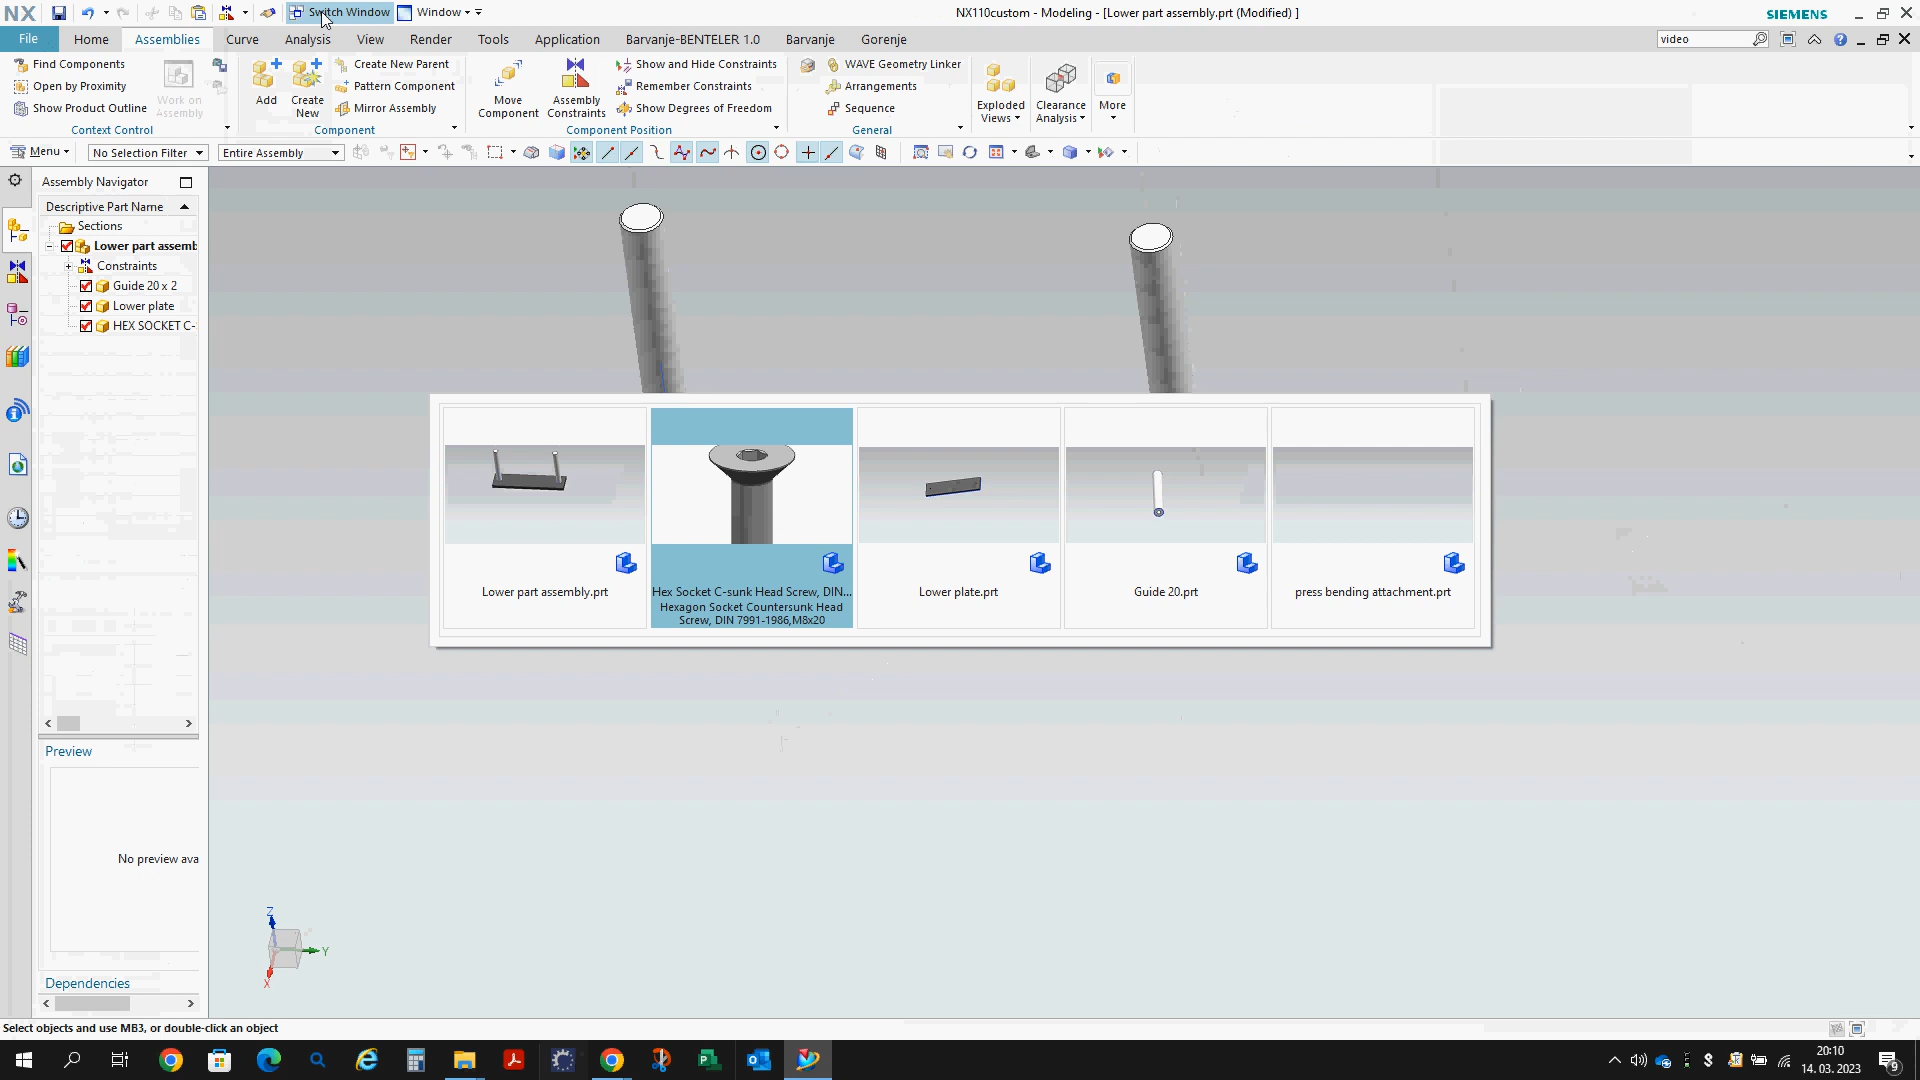 NX
Switch Window
Window
NX110custom - Modeling - [Lower part assembly.prt (Modified) ]
SIEMENS
File
Home
Assemblies
Curve
Analysis
View
Render
Tools
Application
Barvanje-BENTELER 1.0
Barvanje
Gorenje
video
Find Components
Open by Proximity
Show Product Outline
Work on
Assembly
Context Control
Add
Create
New
Create New Parent
Pattern Component
Mirror Assembly
Component
Move
Component
Assembly
Constraints
Show and Hide Constraints
Remember Constraints
Show Degrees of Freedom
Component Position
WAVE Geometry Linker
Arrangements
Sequence
General
Exploded
Views
Clearance
Analysis
More
Menu
No Selection Filter
Entire Assembly
Assembly Navigator
Descriptive Part Name
Sections
Lower part assemb
Constraints
Guide 20 x 2
Lower plate
HEX SOCKET C-
Preview
No preview ava
Dependencies
Lower part assembly.prt
Hex Socket C-sunk Head Screw, DIN...
Hexagon Socket Countersunk Head
Screw, DIN 7991-1986,M8x20
Lower plate.prt
Guide 20.prt
press bending attachment.prt
Z
Y
X
Select objects and use MB3, or double-click an object
20:10
14. 03. 2023
9